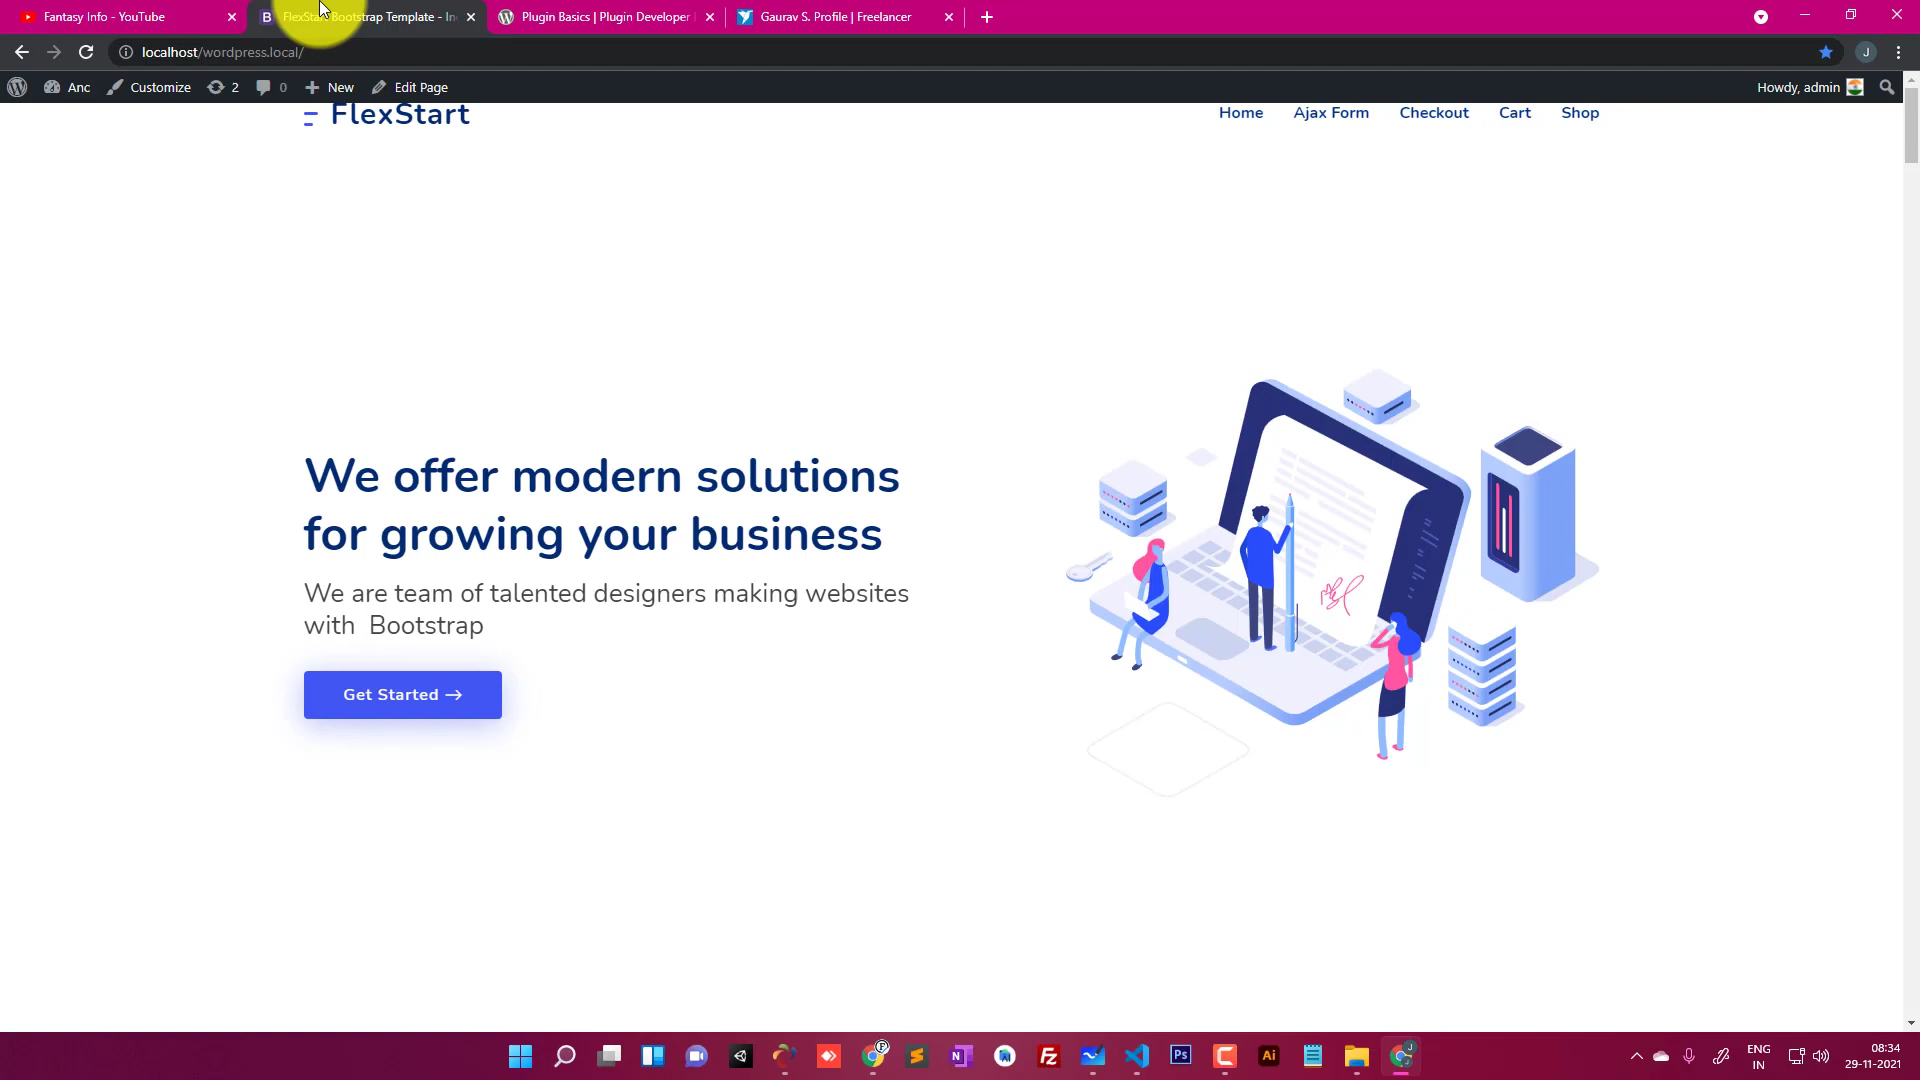 Fantasy Info - YouTube
Bootstrap Template - In
Plugin Basics | Plugin Developer
Gaurav S. Profile | Freelancer
localhost/wordpress.local/
J
Anc
Customize
2
0
New
Edit Page
Howdy, admin
FlexStart
Home
Ajax Form
Checkout
Cart
Shop
We offer modern solutions
for growing your business
We are team of talented designers making websites
with Bootstrap
Get Started →
ENG
IN
08:34
29-11-2021